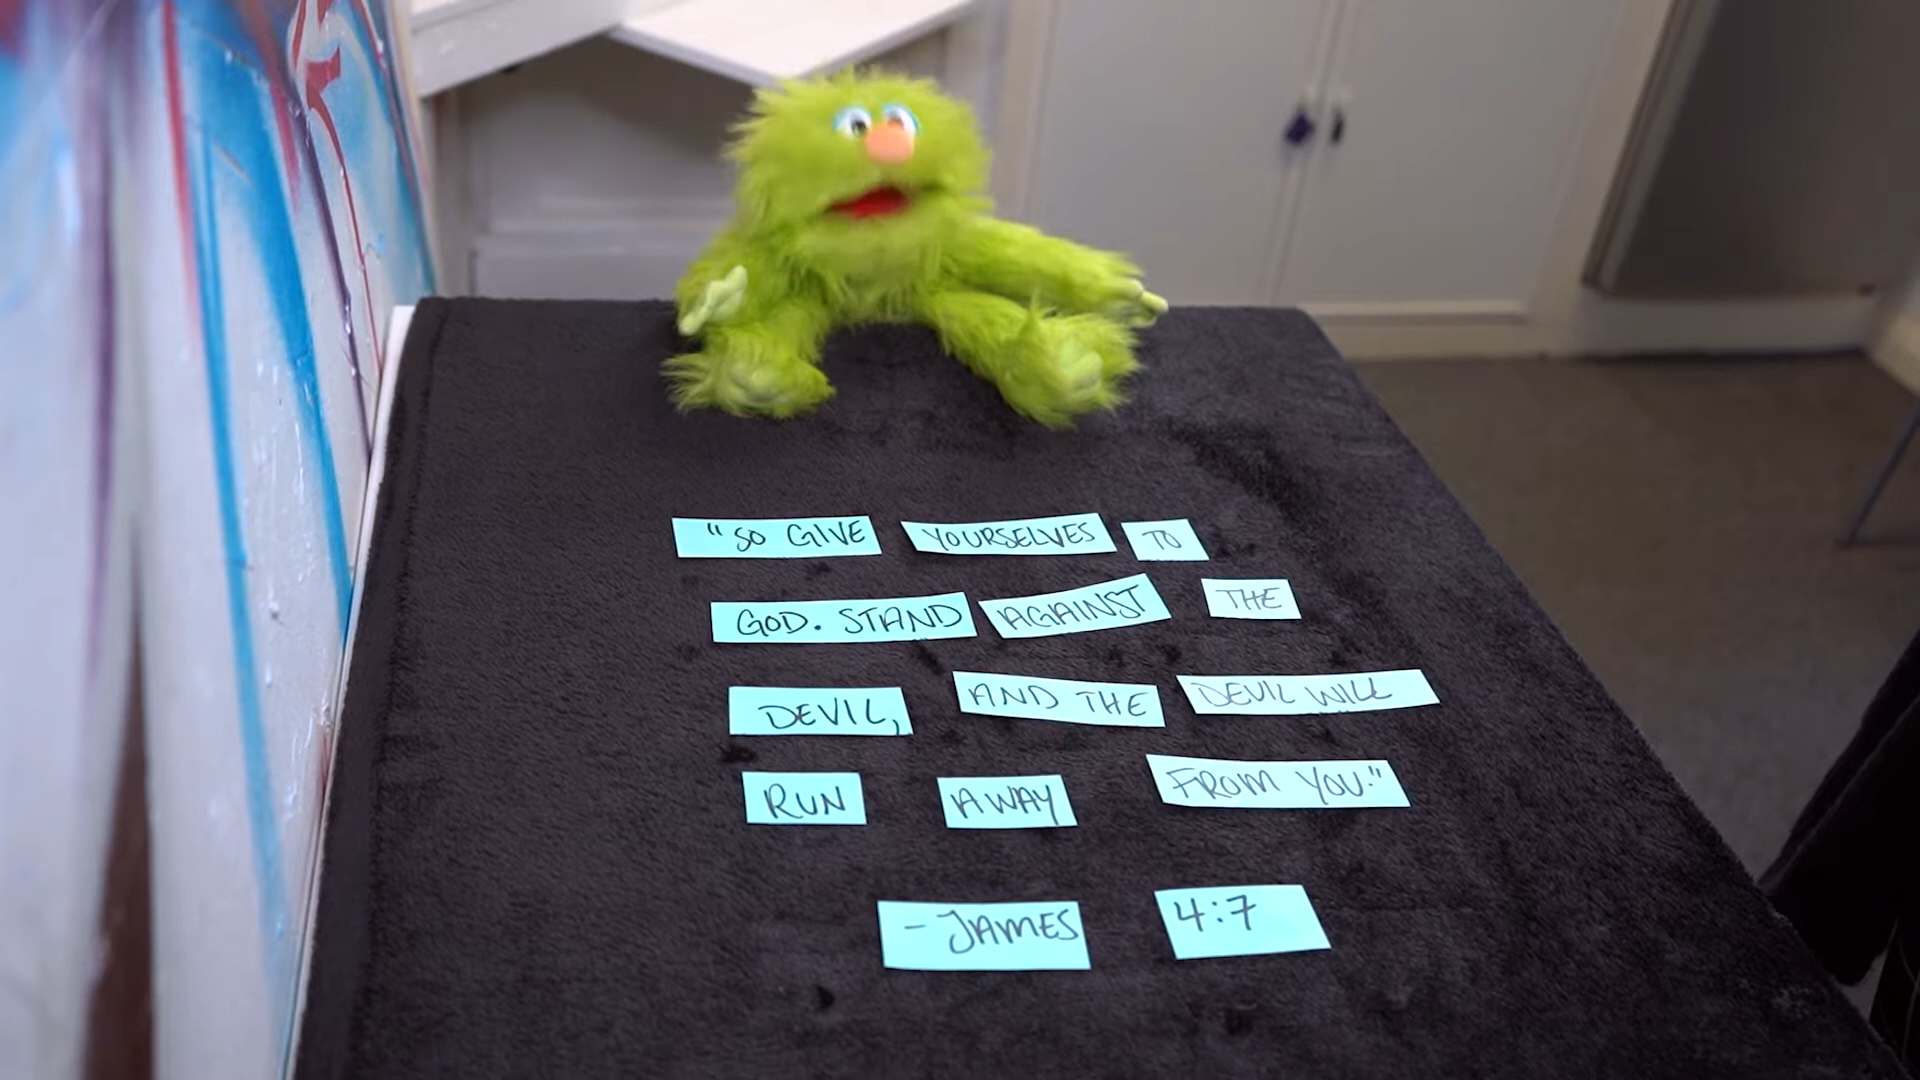 "SO GIVE YOURSELVES TO
GOD. STAND AGAINST THE
DEVIL, AND THE DEVIL WILL
RUN AWAY FROM YOU."
- JAMES 4:7